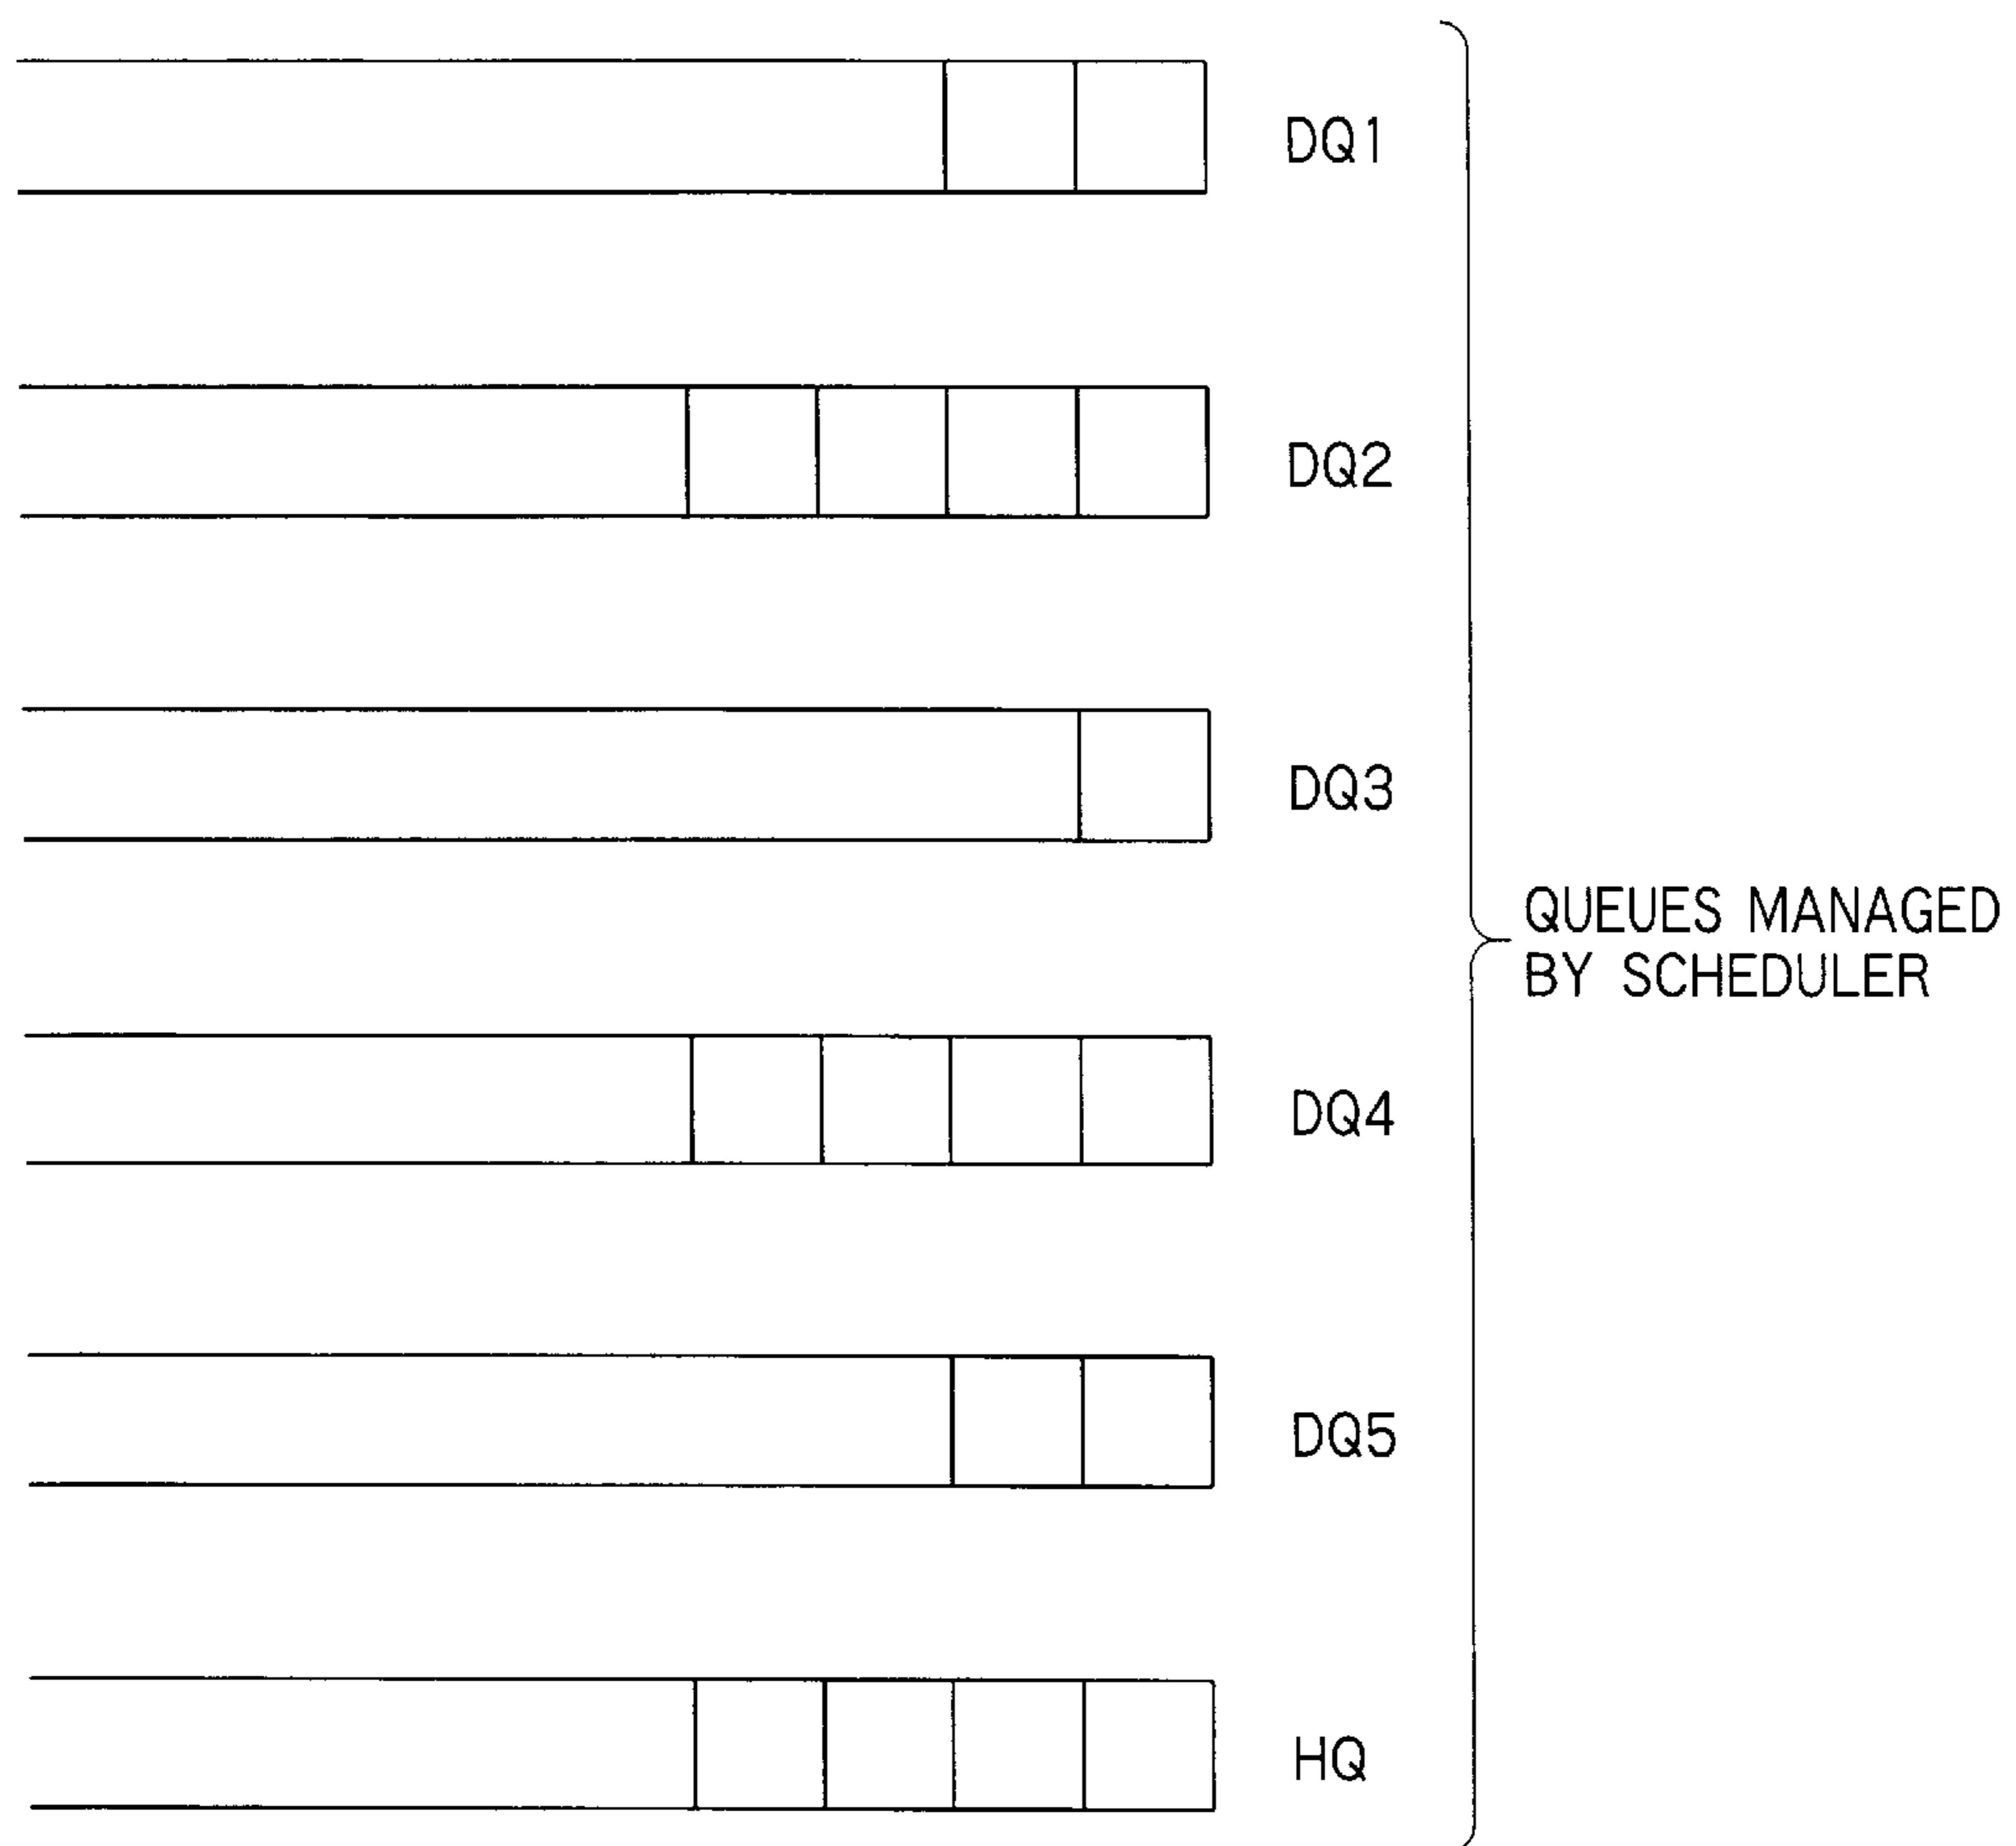 DQ1
DQ2
DQ3
QUEUES MANAGED
BY SCHEDULER
DQ4
DQ5
HQ